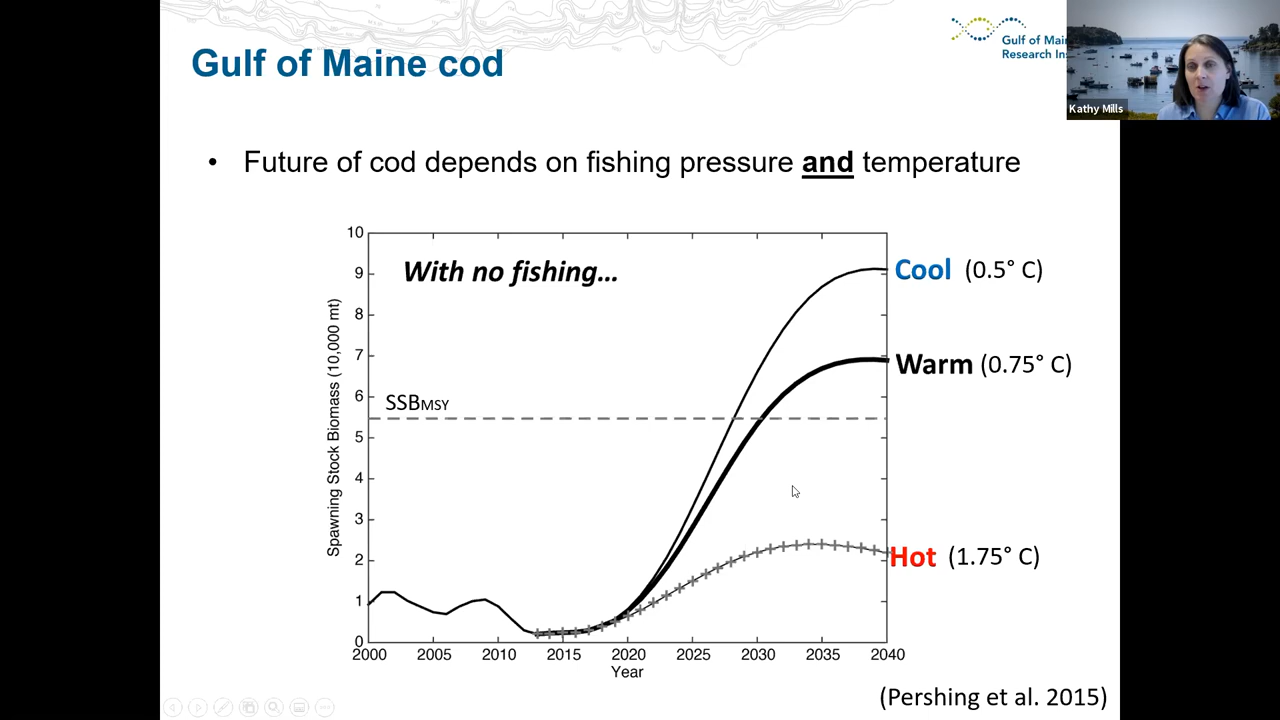 Gulf of Maine cod
Gulf of Mai
Research Ins
Kathy Mills
• Future of cod depends on fishing pressure and temperature
With no fishing...
Spawning Stock Biomass (10,000 mt)
10
9
8
7
6
5
4
3
2
1
0
SSBMSY
Cool (0.5° C)
Warm (0.75° C)
Hot (1.75° C)
2000 2005 2010 2015 2020 2025 2030 2035 2040
Year
(Pershing et al. 2015)